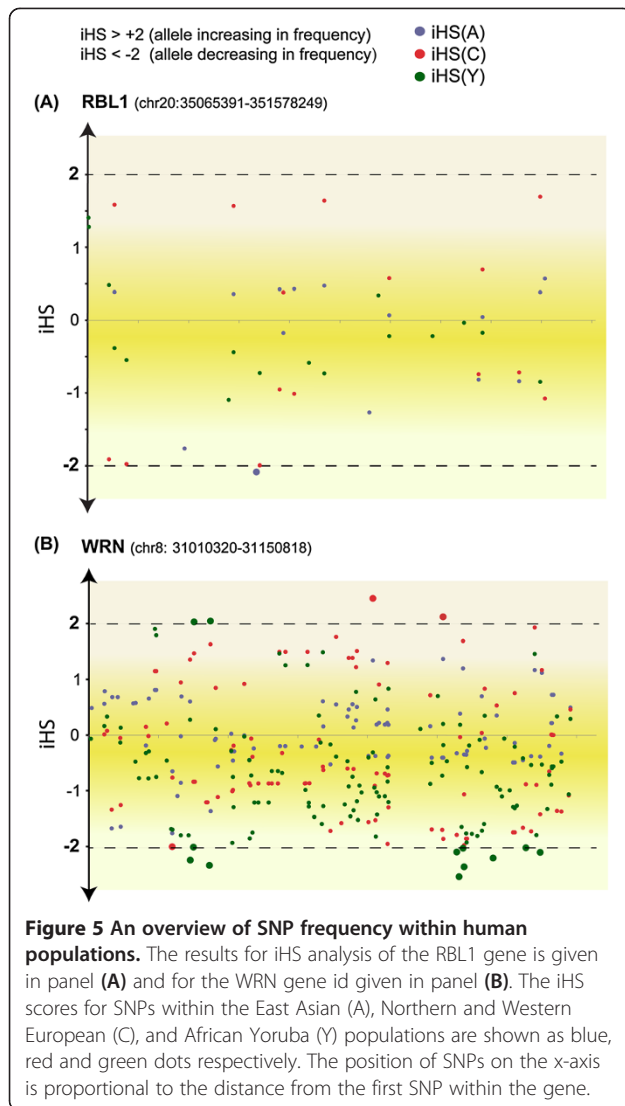 iHS > +2 (allele increasing in frequency)
iHS < -2 (allele decreasing in frequency)
iHS(A)
iHS(C)
iHS(Y)
(A) RBL1 (chr20:35065391-351578249)
2
1
0
-1
-2
iHS
(B) WRN (chr8: 31010320-31150818)
2
1
0
-1
-2
iHS
Figure 5 An overview of SNP frequency within human
populations. The results for iHS analysis of the RBL1 gene is given
in panel (A) and for the WRN gene id given in panel (B). The iHS
scores for SNPs within the East Asian (A), Northern and Western
European (C), and African Yoruba (Y) populations are shown as blue,
red and green dots respectively. The position of SNPs on the x-axis
is proportional to the distance from the first SNP within the gene.